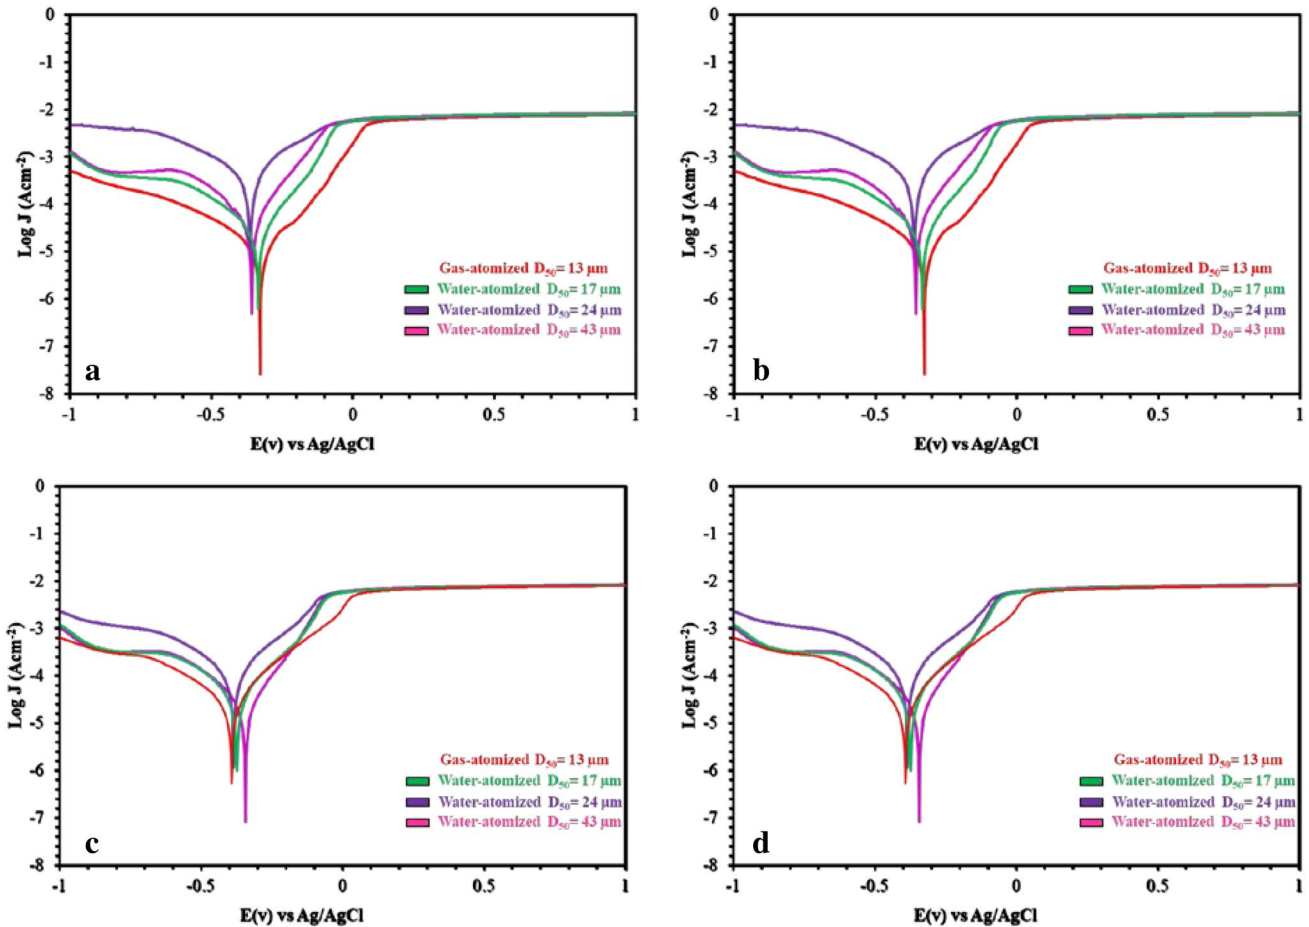 0
-1
-2
-3
-4
-5
-6
-7
-8
Log J (Acm⁻²)
Gas-atomized D₅₀= 13 µm
Water-atomized D₅₀= 17 µm
Water-atomized D₅₀= 24 µm
Water-atomized D₅₀= 43 µm
a
-1 -0.5 0 0.5 1
E(v) vs Ag/AgCl
0
-1
-2
-3
-4
-5
-6
-7
-8
Log J (Acm⁻²)
Gas-atomized D₅₀= 13 µm
Water-atomized D₅₀= 17 µm
Water-atomized D₅₀= 24 µm
Water-atomized D₅₀= 43 µm
b
-1 -0.5 0 0.5 1
E(v) vs Ag/AgCl
0
-1
-2
-3
-4
-5
-6
-7
-8
Log J (Acm⁻²)
Gas-atomized D₅₀= 13 µm
Water-atomized D₅₀= 17 µm
Water-atomized D₅₀= 24 µm
Water-atomized D₅₀= 43 µm
c
-1 -0.5 0 0.5 1
E(v) vs Ag/AgCl
0
-1
-2
-3
-4
-5
-6
-7
-8
Log J (Acm⁻²)
Gas-atomized D₅₀= 13 µm
Water-atomized D₅₀= 17 µm
Water-atomized D₅₀= 24 µm
Water-atomized D₅₀= 43 µm
d
-1 -0.5 0 0.5 1
E(v) vs Ag/AgCl